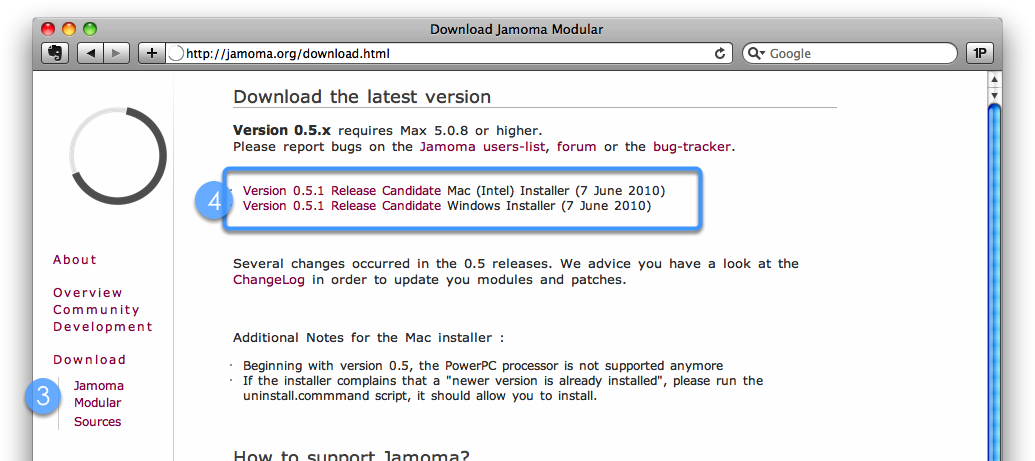 Download Jamoma Modular
http://jamoma.org/download.html
Google
1P
Download the latest version
Version 0.5.x requires Max 5.0.8 or higher.
Please report bugs on the Jamoma users-list, forum or the bug-tracker.
4
Version 0.5.1 Release Candidate Mac (Intel) Installer (7 June 2010)
Version 0.5.1 Release Candidate Windows Installer (7 June 2010)
Several changes occurred in the 0.5 releases. We advice you have a look at the
ChangeLog in order to update you modules and patches.
Additional Notes for the Mac installer :
Beginning with version 0.5, the PowerPC processor is not supported anymore
If the installer complains that a "newer version is already installed", please run the
uninstall.commmand script, it should allow you to install.
How to support Jamoma?
About
Overview
Community
Development
Download
3
Jamoma
Modular
Sources